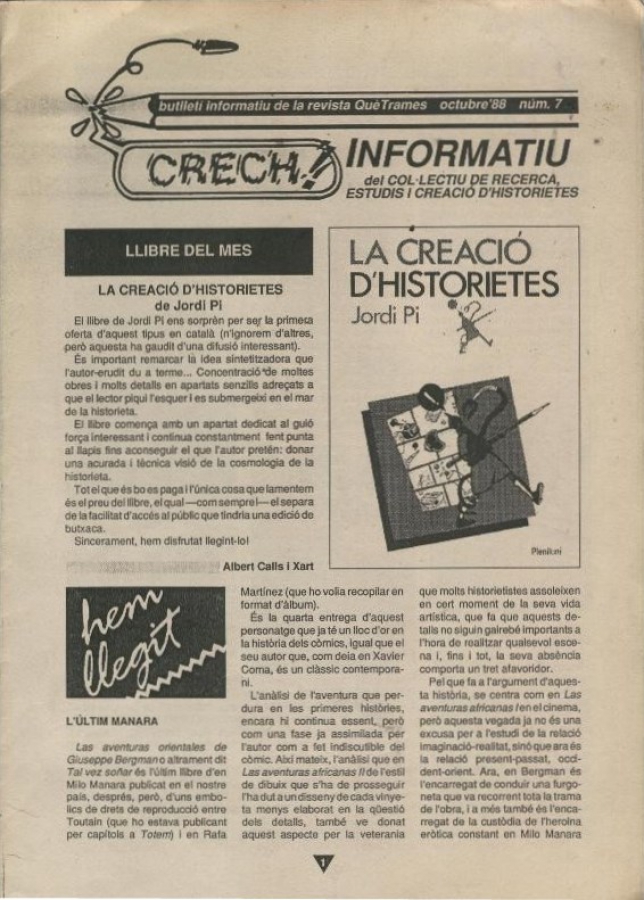 butlletí informatiu de la revista QuèTrames octubre'88 núm. 7
CRECH!
INFORMATIU
del COL·LECTIU DE RECERCA,
ESTUDIS I CREACIÓ D'HISTORIETES
LLIBRE DEL MES
LA CREACIÓ D'HISTORIETES
de Jordi Pi
El llibre de Jordi Pi ens sorprèn per ser la primera
oferta d'aquest tipus en català (n'ignorem d'altres,
però aquesta ha gaudit d'una difusió interessant).
És important remarcar la idea sintetitzadora que
l'autor-erudit du a terme... Concentració de moltes
obres i molts detalls en apartats senzills adreçats a
que el lector piqui l'esquer i es submergeixi en el mar
de la historieta.
El llibre comença amb un apartat dedicat al guió
força interessant i continua constantment fent punta
al llapis fins aconseguir el que l'autor pretén: donar
una acurada i tècnica visió de la cosmologia de la
historieta.
Tot el que és bo es paga i l'única cosa que lamentem
és el preu del llibre, el qual —com sempre!— el separa
de la facilitat d'accés al públic que tindria una edició de
butxaca.
Sincerament, hem disfrutat llegint-lo!
Albert Calls i Xart
LA CREACIÓ
D'HISTORIETES
Jordi Pi
hem
llegit
L'ÚLTIM MANARA
Las aventuras orientales de
Giuseppe Bergman o altrament dit
Tal vez soñar és l'últim llibre d'en
Milo Manara publicat en el nostre
país, després, però, d'uns embo-
lics de drets de reproducció entre
Toutain (que ho estava publicant
per capítols a Totem) i en Rafa
Martínez (que ho volia recopilar en
format d'àlbum).
És la quarta entrega d'aquest
personatge que ja té un lloc d'or en
la història dels còmics, igual que el
seu autor que, com deia en Xavier
Coma, és un clàssic contempora-
ni.
L'anàlisi de l'aventura que per-
dura en les primeres històries,
encara hi continua essent, però
com una fase ja assimilada per
l'autor com a fet indiscutible del
còmic. Així mateix, l'anàlisi que en
Las aventuras africanas II de l'estil
de dibuix que s'ha de prosseguir
l'ha dut a un disseny de cada vinye-
ta menys elaborat en la qüestió
dels detalls, també ve donat
aquest aspecte per la veterania
que molts historietistes assoleixen
en cert moment de la seva vida
artística, que fa que aquests de-
talls no siguin gairebé importants a
l'hora de realitzar qualsevol esce-
na i, fins i tot, la seva absència
comporta un tret afavoridor.
Pel que fa a l'argument d'aques-
ta història, se centra com en Las
aventuras africanas I en el cinema,
però aquesta vegada ja no és una
excusa per a l'estudi de la relació
imaginació-realitat, sinó que ara és
la relació present-passat, occi-
dent-orient. Ara, en Bergman és
l'encarregat de conduir una furgo-
neta que va recorrent tota la trama
de l'obra, i a més també és l'enca-
rregat de la custòdia de l'heroïna
eròtica constant en Milo Manara
1